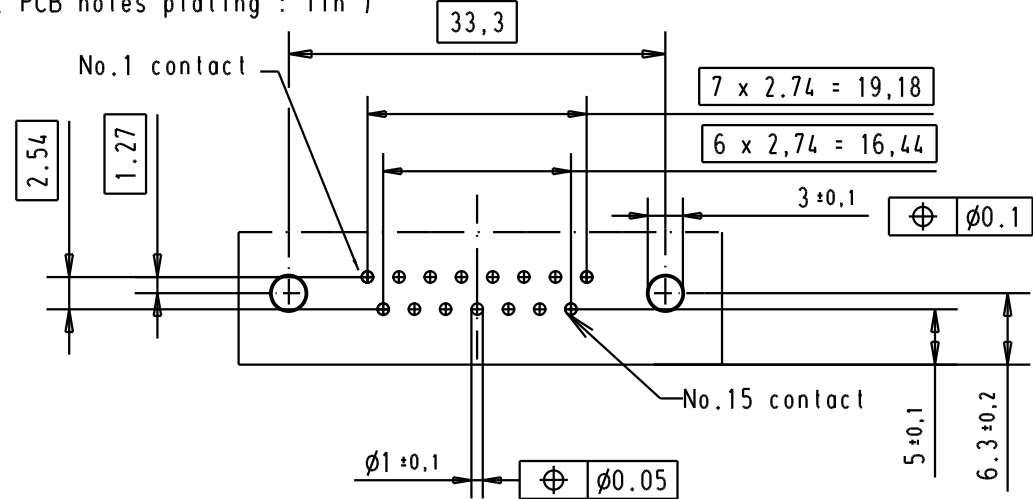 PCB holes plating : Tin )
33,3
No.1 contact
7 x 2.74 = 19,18
6 x 2,74 = 16,44
2.54
1.27
3 ±0,1
⌖ ⌀0.1
No.15 contact
5 ±0,1
6.3 ±0,2
⌀1 ±0,1
⌖ ⌀0.05